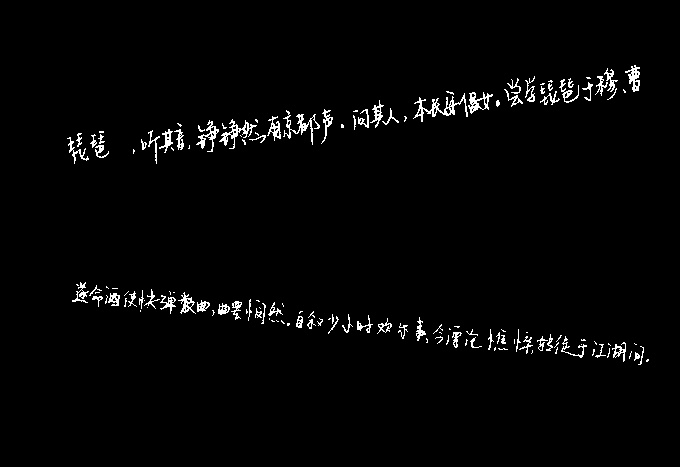 琵琶，听其音，铮铮然，有京都声。问其人，本长安倡女。尝学琵琶于穆、曹
遂命酒使快弹数曲，曲罢悯然。自叙少小时欢乐事，今漂沦憔悴，转徙于江湖间。